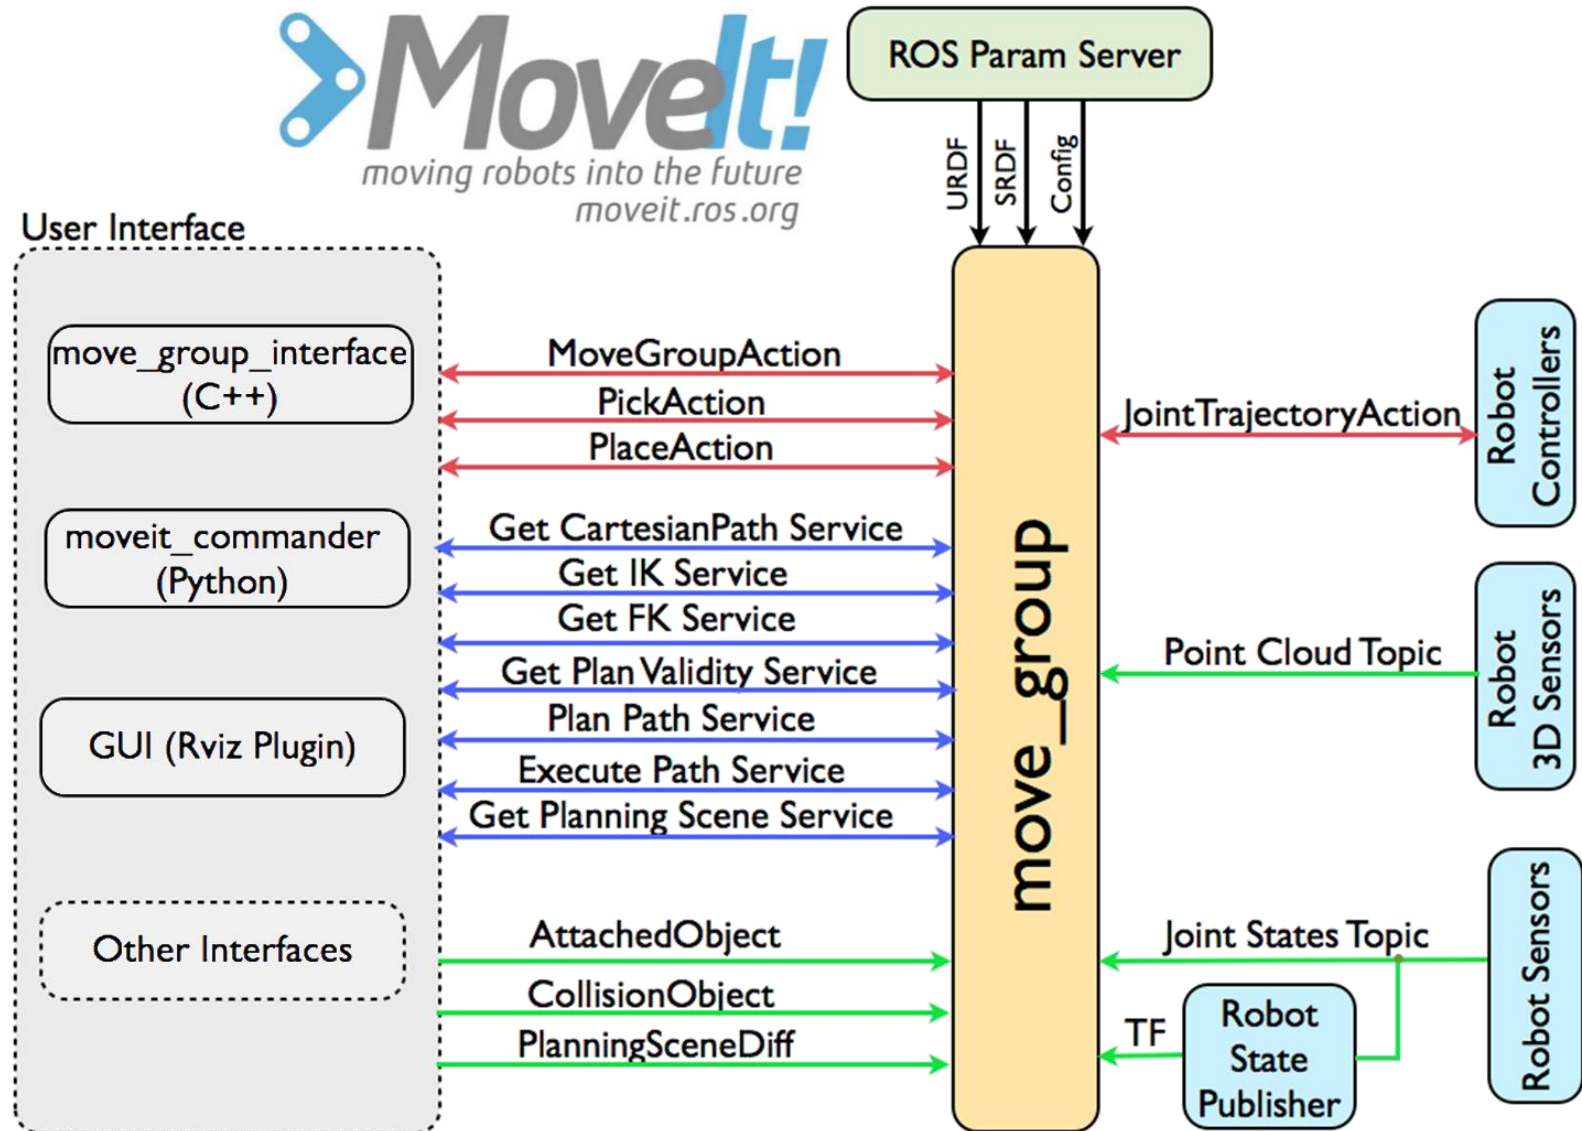 MoveIt!
moving robots into the future
moveit.ros.org
ROS Param Server
URDF
SRDF
Config
User Interface
move_group_interface
(C++)
moveit_commander
(Python)
GUI (Rviz Plugin)
Other Interfaces
MoveGroupAction
PickAction
PlaceAction
Get CartesianPath Service
Get IK Service
Get FK Service
Get Plan Validity Service
Plan Path Service
Execute Path Service
Get Planning Scene Service
AttachedObject
CollisionObject
PlanningSceneDiff
move_group
JointTrajectoryAction
Robot
Controllers
Point Cloud Topic
Robot
3D Sensors
Joint States Topic
TF
Robot
State
Publisher
Robot Sensors